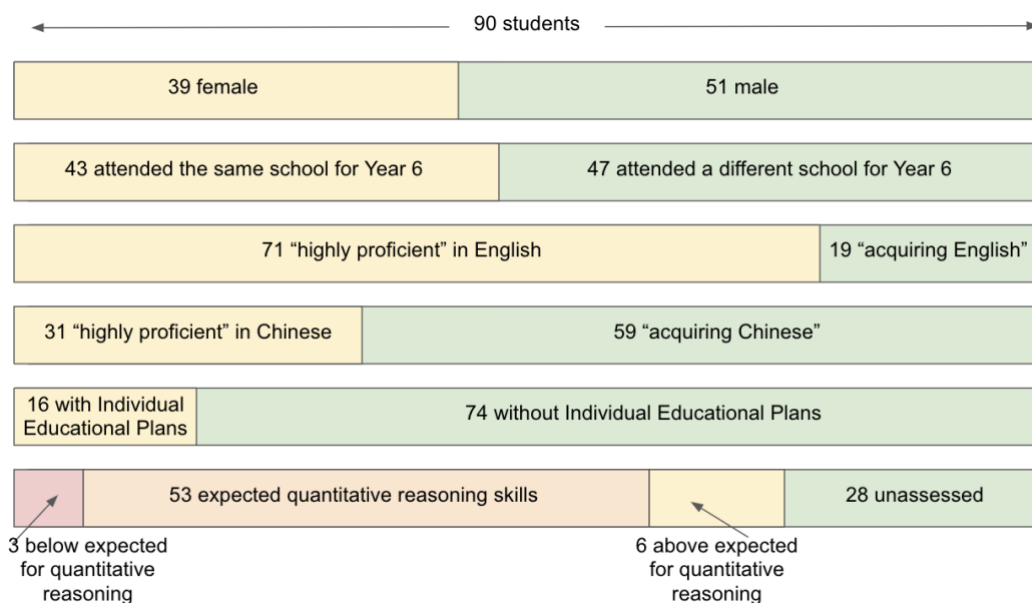 90 students
39 female
51 male
43 attended the same school for Year 6
47 attended a different school for Year 6
71 “highly proficient” in English
19 “acquiring English”
31 “highly proficient” in Chinese
59 “acquiring Chinese”
16 with Individual
Educational Plans
74 without Individual Educational Plans
53 expected quantitative reasoning skills
28 unassessed
3 below expected
for quantitative
reasoning
6 above expected
for quantitative
reasoning